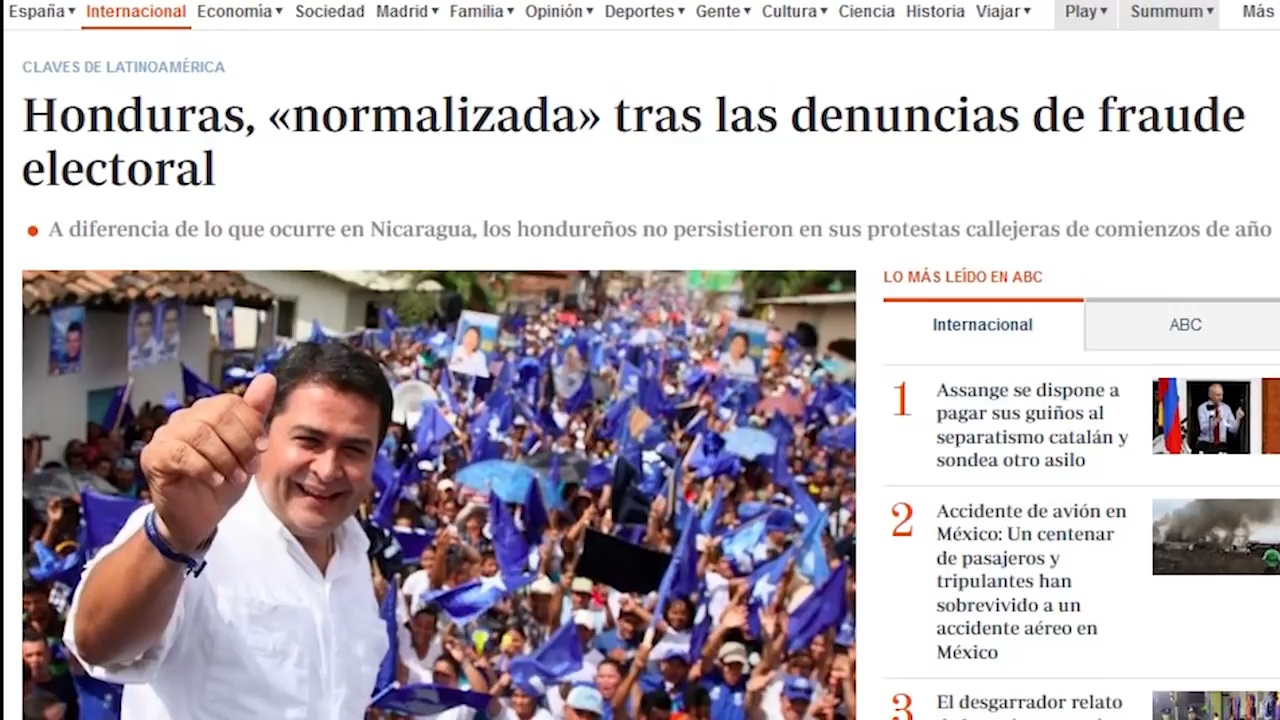 España Internacional Economía Sociedad Madrid Familia Opinión Deportes Gente Cultura Ciencia Historia Viajar Play Summum Más
CLAVES DE LATINOAMÉRICA
Honduras, «normalizada» tras las denuncias de fraude
electoral
A diferencia de lo que ocurre en Nicaragua, los hondureños no persistieron en sus protestas callejeras de comienzos de año
LO MÁS LEÍDO EN ABC
Internacional ABC
1 Assange se dispone a
pagar sus guiños al
separatismo catalán y
sondea otro asilo
2 Accidente de avión en
México: Un centenar
de pasajeros y
tripulantes han
sobrevivido a un
accidente aéreo en
México
3 El desgarrador relato